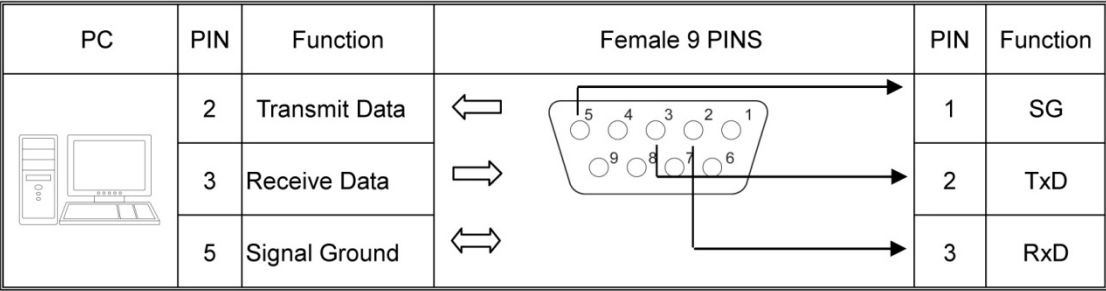 PC PIN Function Female 9 PINS PIN Function
2 Transmit Data 1 SG
5 4 3 2 1
9 8 7 6
3 Receive Data 2 TxD
5 Signal Ground 3 RxD